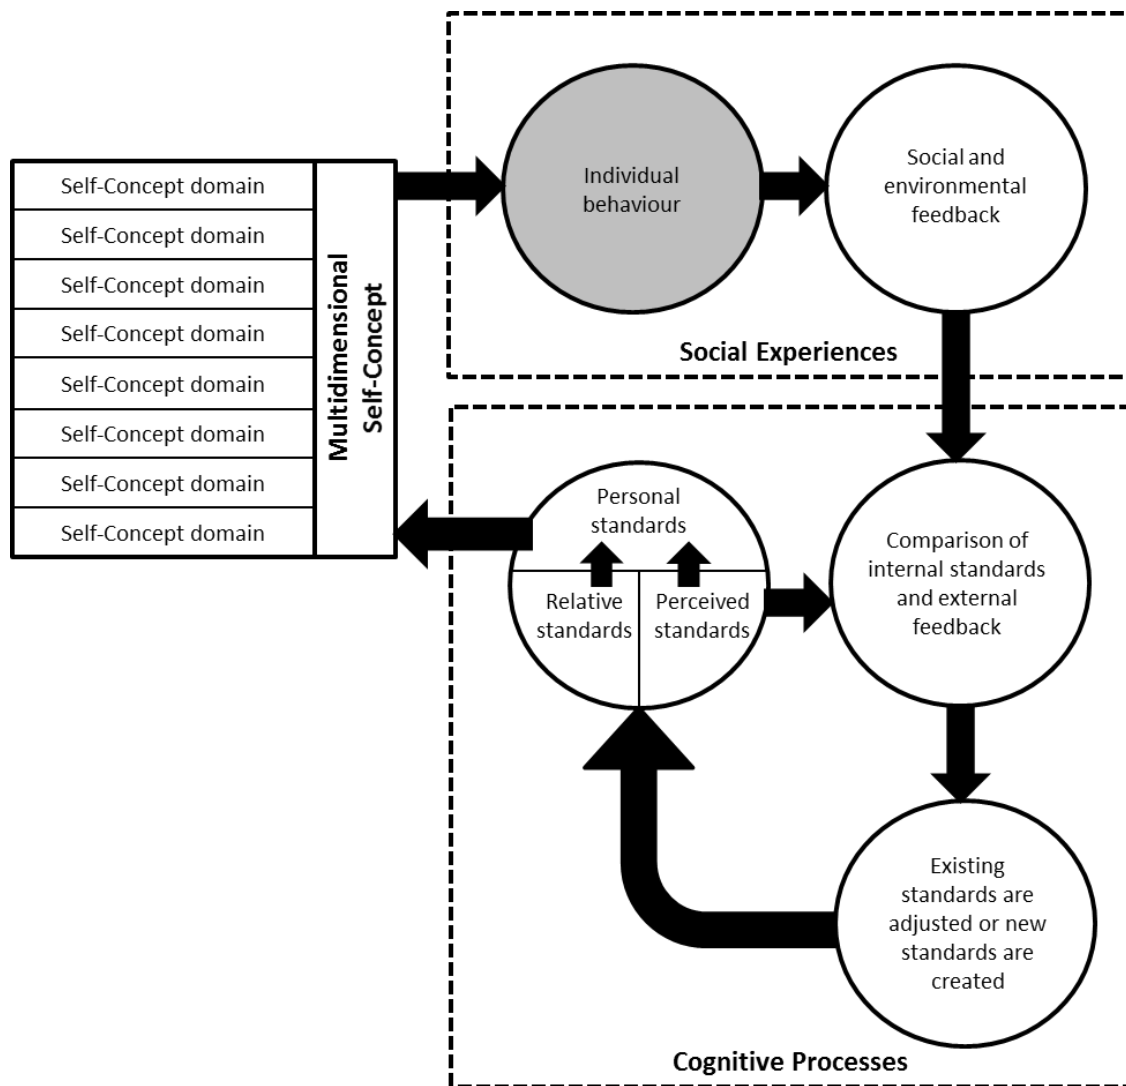 Self-Concept domain
Self-Concept domain
Self-Concept domain
Self-Concept domain
Self-Concept domain
Self-Concept domain
Self-Concept domain
Self-Concept domain
Multidimensional
Self-Concept
Individual
behaviour
Social and
environmental
feedback
Social Experiences
Personal
standards
Relative
standards
Perceived
standards
Comparison of
internal standards
and external
feedback
Existing
standards are
adjusted or new
standards are
created
Cognitive Processes